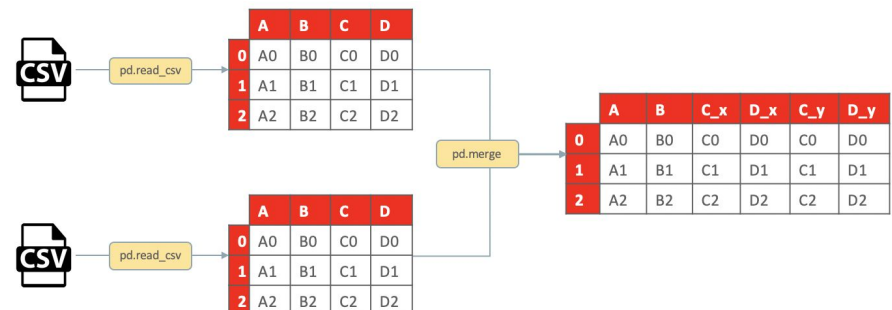 CSV
pd.read_csv
A B C D
0 A0 B0 C0 D0
1 A1 B1 C1 D1
2 A2 B2 C2 D2
pd.merge
A B C_x D_x C_y D_y
0 A0 B0 C0 D0 C0 D0
1 A1 B1 C1 D1 C1 D1
2 A2 B2 C2 D2 C2 D2
CSV
pd.read_csv
A B C D
0 A0 B0 C0 D0
1 A1 B1 C1 D1
2 A2 B2 C2 D2